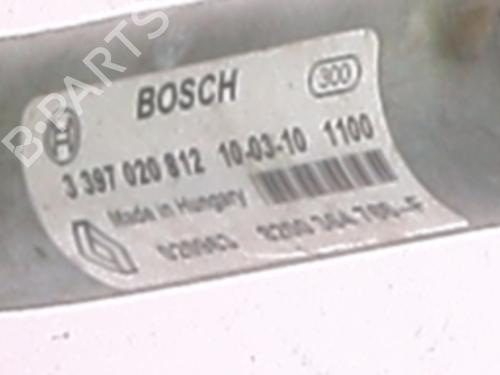 B-PARTS
BOSCH 300
3 397 020 812 10-03-10 1100
Made in Hungary